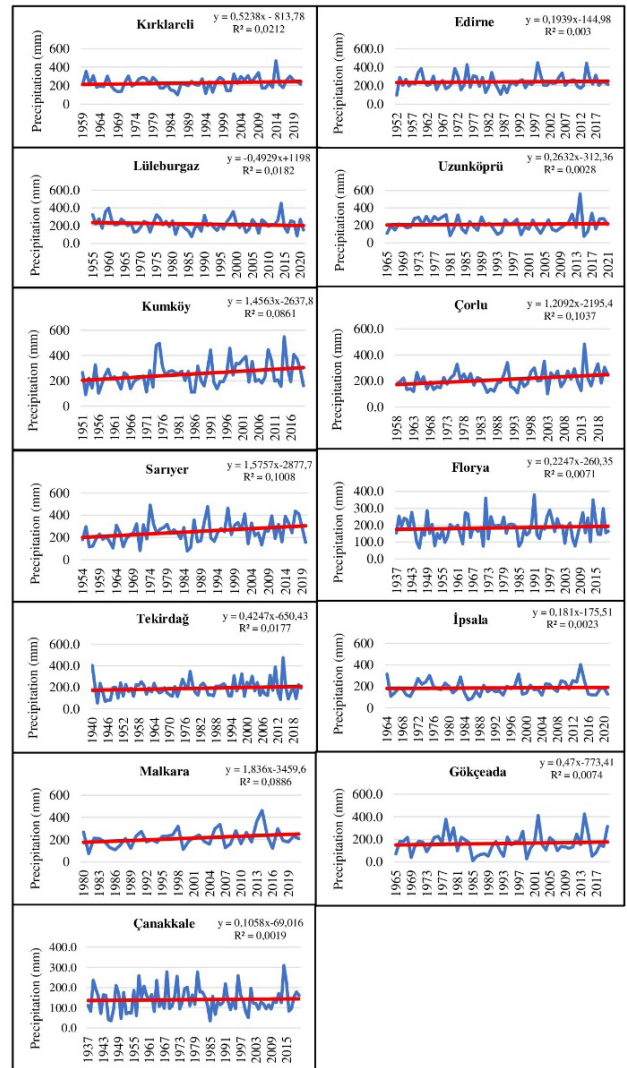 Kırklareli
y = 0,5238x - 813,78
R² = 0,0212
Precipitation (mm)
600
400
200
0
1959 1964 1969 1974 1979 1984 1989 1994 1999 2004 2009 2014 2019
Edirne
y = 0,1939x-144,98
R² = 0,003
Precipitation (mm)
600
400
200
0
1952 1957 1962 1967 1972 1977 1982 1987 1992 1997 2002 2007 2012 2017
Lüleburgaz
y = -0,4929x+1198
R² = 0,0182
Precipitation (mm)
600.0
400.0
200.0
0.0
1955 1960 1965 1970 1975 1980 1985 1990 1995 2000 2005 2010 2015 2020
Uzunköprü
y = 0,2632x-312,36
R² = 0,0028
Precipitation (mm)
600.0
400.0
200.0
0.0
1965 1969 1973 1977 1981 1985 1989 1993 1997 2001 2005 2009 2013 2017 2021
Kumköy
y = 1,4563x-2637,8
R² = 0,0861
Precipitation (mm)
600
400
200
0
1951 1956 1961 1966 1971 1976 1981 1986 1991 1996 2001 2006 2011 2016
Çorlu
y = 1,2092x-2195,4
R² = 0,1037
Precipitation (mm)
600
400
200
0.0
1958 1963 1968 1973 1978 1983 1988 1993 1998 2003 2008 2013 2018
Sarıyer
y = 1,5757x-2877,7
R² = 0,1008
Precipitation (mm)
600
400
200
0
1954 1959 1964 1969 1974 1979 1984 1989 1994 1999 2004 2009 2014 2019
Florya
y = 0,2247x-260,35
R² = 0,0071
Precipitation (mm)
400.0
300.0
200.0
100.0
0.0
1937 1943 1949 1955 1961 1967 1973 1979 1985 1991 1997 2003 2009 2015
Tekirdağ
y = 0,4247x-650,43
R² = 0,0177
Precipitation (mm)
600.0
400.0
200.0
0.0
1940 1946 1952 1958 1964 1970 1976 1982 1988 1994 2000 2006 2012 2018
İpsala
y = 0,181x-175,51
R² = 0,0023
Precipitation (mm)
600
400
200
0
1964 1968 1972 1976 1980 1984 1988 1992 1996 2000 2004 2008 2012 2016 2020
Malkara
y = 1,836x-3459,6
R² = 0,0886
Precipitation (mm)
600
400
200
0
1980 1983 1986 1989 1992 1995 1998 2001 2004 2007 2010 2013 2016 2019
Gökçeada
y = 0,47x-773,41
R² = 0,0074
Precipitation (mm)
600.0
400.0
200.0
0.0
1965 1969 1973 1977 1981 1985 1989 1993 1997 2001 2005 2009 2013 2017
Çanakkale
y = 0,1058x-69,016
R² = 0,0019
Precipitation (mm)
400.0
300.0
200.0
100.0
0.0
1937 1943 1949 1955 1961 1967 1973 1979 1985 1991 1997 2003 2009 2015